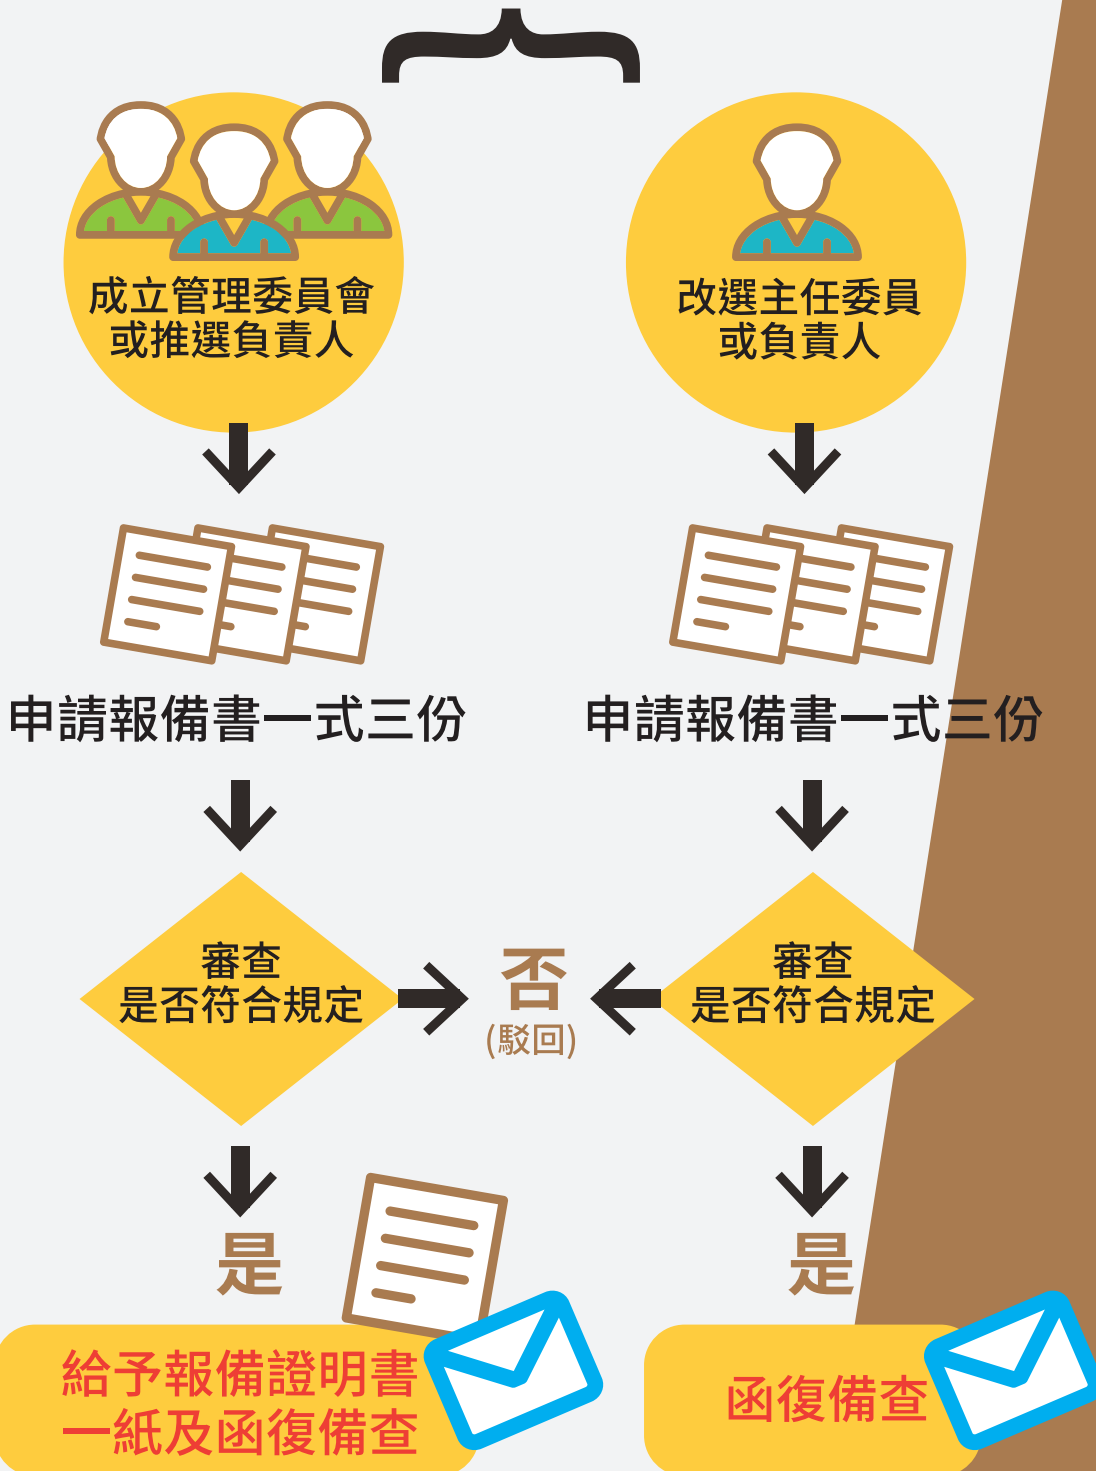 成立管理委員會
或推選負責人
改選主任委員
或負責人
申請報備書一式三份
申請報備書一式三份
審查
是否符合規定
否
(駁回)
審查
是否符合規定
是
是
給予報備證明書
一紙及函復備查
函復備查